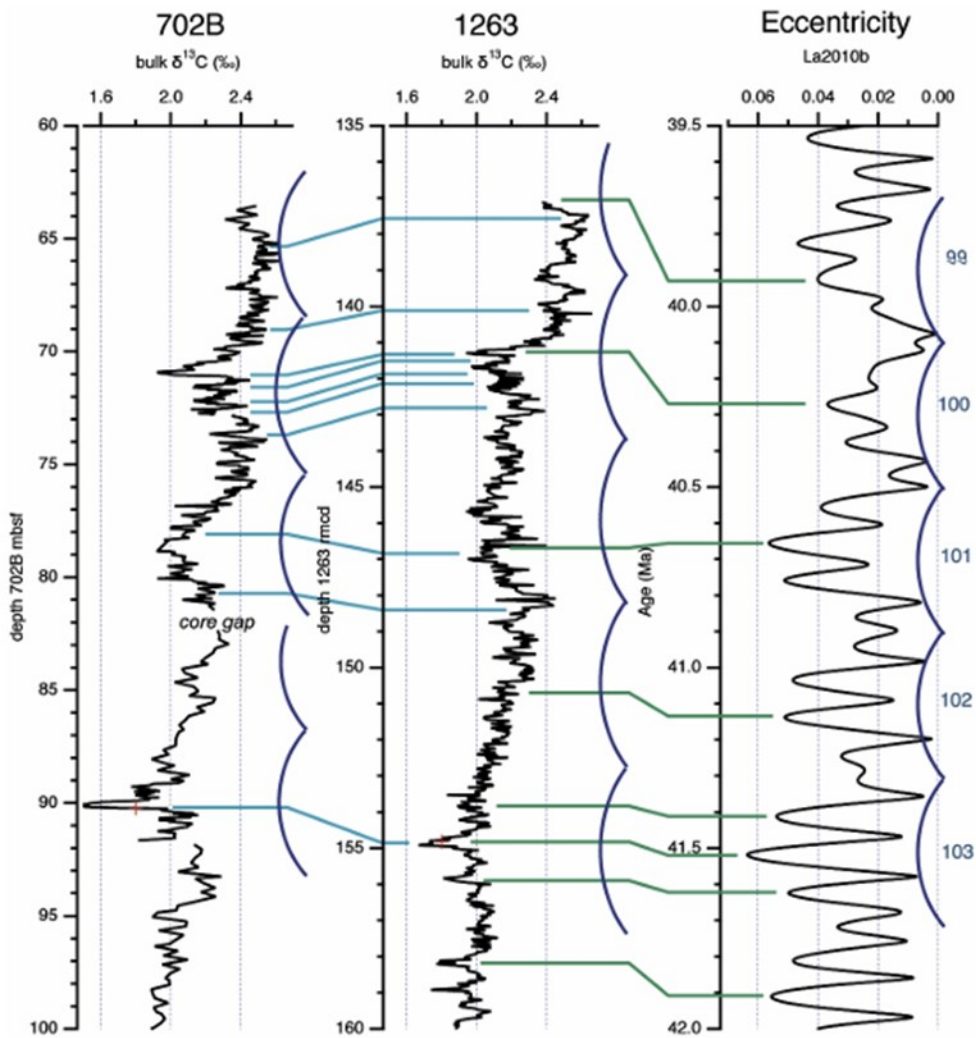 702B
bulk δ¹³C (‰)
1.6 2.0 2.4
1263
bulk δ¹³C (‰)
1.6 2.0 2.4
Eccentricity
La2010b
0.06 0.04 0.02 0.00
depth 702B mbsf
60
65
70
75
80
85
90
95
100
core gap
depth 1263 rmcd
135
140
145
150
155
160
Age (Ma)
39.5
40.0
40.5
41.0
41.5
42.0
99
100
101
102
103